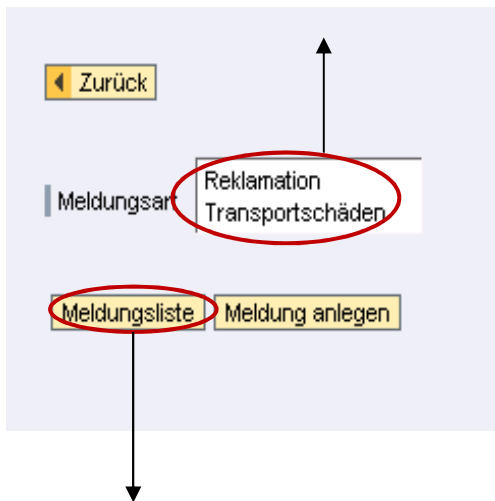 Zurück
Meldungsart
Reklamation
Transportschäden
Meldungsliste Meldung anlegen